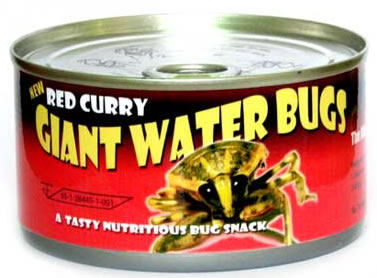 NEW
RED CURRY
GIANT WATER BUGS
A TASTY NUTRITIOUS BUG SNACK